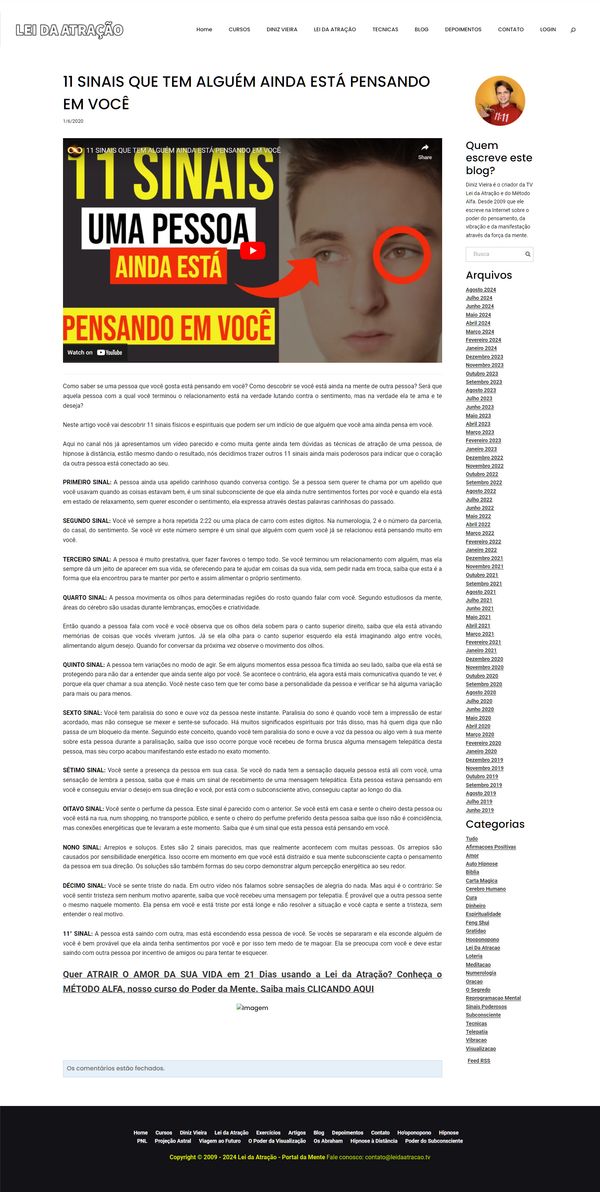 LEI DA ATRAÇÃO
Home CURSOS DINIZ VIEIRA LEI DA ATRAÇÃO TECNICAS BLOG DEPOIMENTOS CONTATO LOGIN
11 SINAIS QUE TEM ALGUÉM AINDA ESTÁ PENSANDO
EM VOCÊ
1/6/2020
11 SINAIS QUE TEM ALGUÉM AINDA ESTÁ PENSANDO EM VOCÊ
Share
11 SINAIS
UMA PESSOA
AINDA ESTÁ
PENSANDO EM VOCÊ
Watch on YouTube
Como saber se uma pessoa que você gosta está pensando em você? Como descobrir se você está ainda na mente de outra pessoa? Será que
aquela pessoa com a qual você terminou o relacionamento está na verdade lutando contra o sentimento, mas na verdade ela te ama e te
deseja?
Neste artigo você vai descobrir 11 sinais físicos e espirituais que podem ser um indício de que alguém que você ama ainda pensa em você.
Aqui no canal nós já apresentamos um vídeo parecido e como muita gente ainda tem dúvidas as técnicas de atração de uma pessoa, de
hipnose à distância, estão mesmo dando o resultado, nós decidimos trazer outros 11 sinais ainda mais poderosos para indicar que o coração
da outra pessoa está conectado ao seu.
PRIMEIRO SINAL: A pessoa ainda usa apelido carinhoso quando conversa contigo. Se a pessoa sem querer te chama por um apelido que
você usavam quando as coisas estavam bem, é um sinal subconsciente de que ela ainda nutre sentimentos fortes por você e quando ela está
em estado de relaxamento, sem querer esconder o sentimento, ela expressa através destas palavras carinhosas do passado.
SEGUNDO SINAL: Você vê sempre a hora repetida 2:22 ou uma placa de carro com estes dígitos. Na numerologia, 2 é o número da parceria,
do casal, do sentimento. Se você vir este número sempre é um sinal que alguém com quem você já se relacionou está pensando muito em
você.
TERCEIRO SINAL: A pessoa é muito prestativa, quer fazer favores o tempo todo. Se você terminou um relacionamento com alguém, mas ela
sempre dá um jeito de aparecer em sua vida, se oferecendo para te ajudar em coisas da sua vida, sem pedir nada em troca, saiba que esta é a
forma que ela encontrou para te manter por perto e assim alimentar o próprio sentimento.
QUARTO SINAL: A pessoa movimenta os olhos para determinadas regiões do rosto quando falar com você. Segundo estudiosos da mente,
áreas do cérebro são usadas durante lembranças, emoções e criatividade.
Então quando a pessoa fala com você e você observa que os olhos dela sobem para o canto superior direito, saiba que ela está ativando
memórias de coisas que vocês viveram juntos. Já se ela olha para o canto superior esquerdo ela está imaginando algo entre vocês,
alimentando algum desejo. Quando for conversar da próxima vez observe o movimento dos olhos.
QUINTO SINAL: A pessoa tem variações no modo de agir. Se em alguns momentos essa pessoa fica tímida ao seu lado, saiba que ela está se
protegendo para não dar a entender que ainda sente algo por você. Se acontece o contrário, ela agora está mais comunicativa quando te ver, é
porque ela quer chamar a sua atenção. Você neste caso tem que ter como base a personalidade da pessoa e verificar se há alguma variação
para mais ou para menos.
SEXTO SINAL: Você tem paralisia do sono e ouve voz da pessoa neste instante. Paralisia do sono é quando você tem a impressão de estar
acordado, mas não consegue se mexer e sente-se sufocado. Há muitos significados espirituais por trás disso, mas há quem diga que não
passa de um bloqueio da mente. Seguindo este conceito, quando você tem paralisia do sono e ouve a voz da pessoa ou algo vem à sua mente
sobre esta pessoa durante a paralisação, saiba que isso ocorre porque você recebeu de forma brusca alguma mensagem telepática desta
pessoa, mas seu corpo acabou manifestando este estado no exato momento.
SÉTIMO SINAL: Você sente a presença da pessoa em sua casa. Se você do nada tem a sensação daquela pessoa está ali com você, uma
sensação de lembra a pessoa, saiba que é mais um sinal de recebimento de uma mensagem telepática. Esta pessoa estava pensando em
você e conseguiu enviar o desejo em sua direção e você, por está com o subconsciente ativo, conseguiu captar ao longo do dia.
OITAVO SINAL: Você sente o perfume da pessoa. Este sinal é parecido com o anterior. Se você está em casa e sente o cheiro desta pessoa ou
você está na rua, num shopping, no transporte público, e sente o cheiro do perfume preferido desta pessoa saiba que isso não é coincidência,
mas conexões energéticas que te levaram a este momento. Saiba que é um sinal que esta pessoa está pensando em você.
NONO SINAL: Arrepios e soluços. Estes são 2 sinais parecidos, mas que realmente acontecem com muitas pessoas. Os arrepios são
causados por sensibilidade energética. Isso ocorre em momento em que você está distraído e sua mente subconsciente capta o pensamento
da pessoa em sua direção. Os soluções são também formas do seu corpo demonstrar algum percepção energética ao seu redor.
DÉCIMO SINAL: Você se sente triste do nada. Em outro vídeo nós falamos sobre sensações de alegria do nada. Mas aqui é o contrário: Se
você sentir tristeza sem nenhum motivo aparente, saiba que você recebeu uma mensagem por telepatia. É provável que a outra pessoa sente
o mesmo naquele momento. Ela pensa em você e está triste por está longe e não resolver a situação e você capta e sente a tristeza, sem
entender o real motivo.
11° SINAL: A pessoa está saindo com outra, mas está escondendo essa pessoa de você. Se vocês se separaram e ela esconde alguém de
você é bem provável que ela ainda tenha sentimentos por você e por isso tem medo de te magoar. Ela se preocupa com você e deve estar
saindo com outra pessoa por incentivo de amigos ou para tentar te esquecer.
Quer ATRAIR O AMOR DA SUA VIDA em 21 Dias usando a Lei da Atração? Conheça o
MÉTODO ALFA, nosso curso do Poder da Mente. Saiba mais CLICANDO AQUI
Imagem
Os comentários estão fechados.
11:11
Quem
escreve este
blog?
Diniz Vieira é o criador da TV
Lei da Atração e do Método
Alfa. Desde 2009 que ele
escreve na Internet sobre o
poder do pensamento, da
vibração e da manifestação
através da força da mente.
Busca
Arquivos
Agosto 2024
Julho 2024
Junho 2024
Maio 2024
Abril 2024
Março 2024
Fevereiro 2024
Janeiro 2024
Dezembro 2023
Novembro 2023
Outubro 2023
Setembro 2023
Agosto 2023
Julho 2023
Junho 2023
Maio 2023
Abril 2023
Março 2023
Fevereiro 2023
Janeiro 2023
Dezembro 2022
Novembro 2022
Outubro 2022
Setembro 2022
Agosto 2022
Julho 2022
Junho 2022
Maio 2022
Abril 2022
Março 2022
Fevereiro 2022
Janeiro 2022
Dezembro 2021
Novembro 2021
Outubro 2021
Setembro 2021
Agosto 2021
Julho 2021
Junho 2021
Maio 2021
Abril 2021
Março 2021
Fevereiro 2021
Janeiro 2021
Dezembro 2020
Novembro 2020
Outubro 2020
Setembro 2020
Agosto 2020
Julho 2020
Junho 2020
Maio 2020
Abril 2020
Março 2020
Fevereiro 2020
Janeiro 2020
Dezembro 2019
Novembro 2019
Outubro 2019
Setembro 2019
Agosto 2019
Julho 2019
Junho 2019
Categorias
Tudo
Afirmacoes Positivas
Amor
Auto Hipnose
Biblia
Carta Magica
Cerebro Humano
Cura
Dinheiro
Espiritualidade
Feng Shui
Gratidao
Hooponopono
Lei Da Atracao
Loteria
Meditacao
Numerologia
Oracao
O Segredo
Reprogramacao Mental
Sinais Poderosos
Subconsciente
Tecnicas
Telepatia
Vibracao
Visualizacao
Feed RSS
Home Cursos Diniz Vieira Lei da Atração Exercícios Artigos Blog Depoimentos Contato Ho'oponopono Hipnose
PNL Projeção Astral Viagem ao Futuro O Poder da Visualização Os Abraham Hipnose à Distância Poder do Subconsciente
Copyright © 2009 - 2024 Lei da Atração - Portal da Mente Fale conosco: contato@leidaatracao.tv